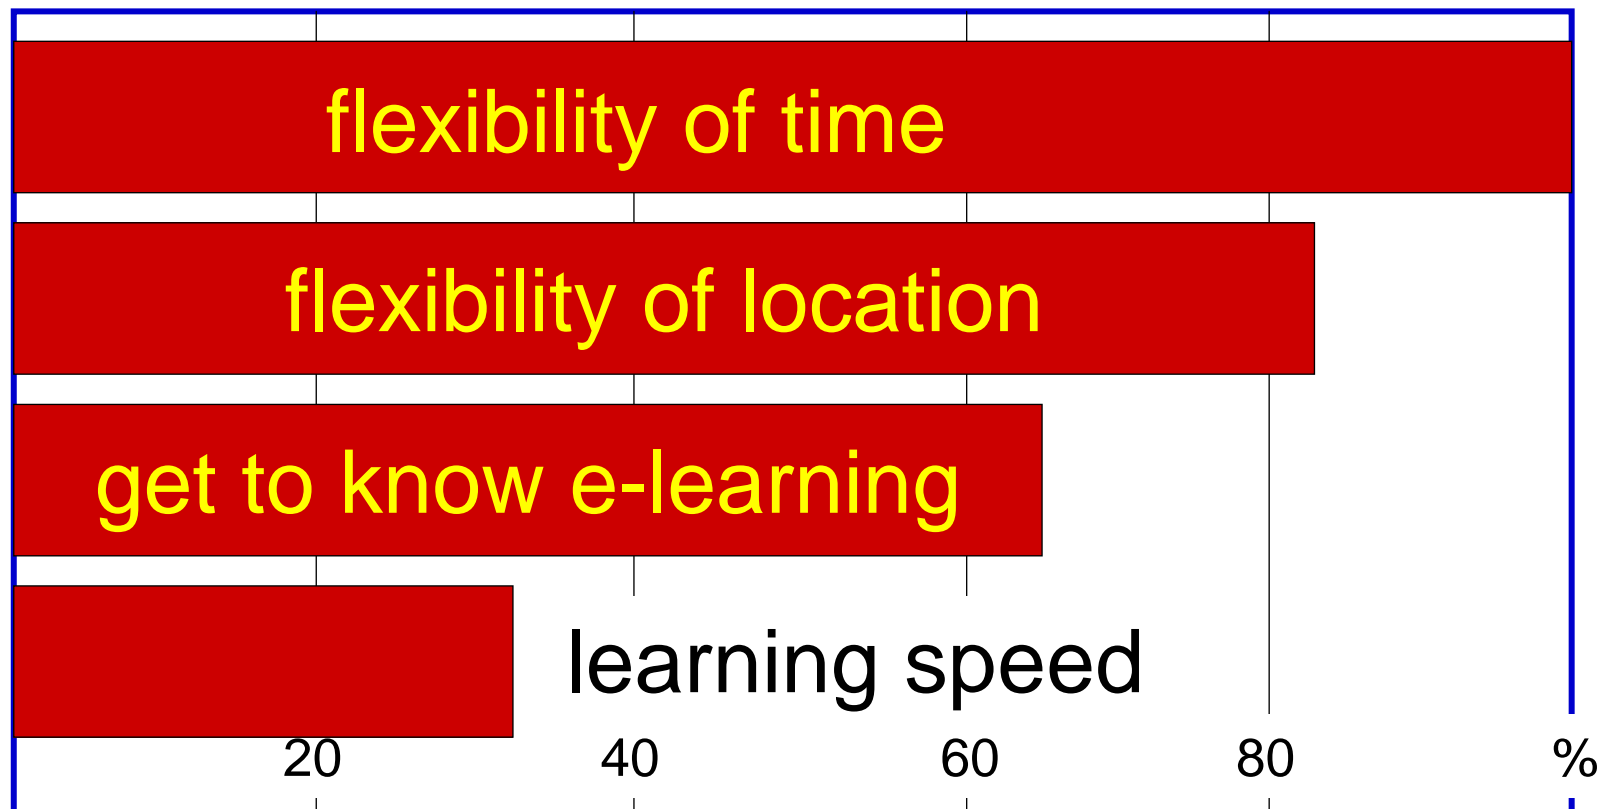 flexibility of time
flexibility of location
get to know e-learning
learning speed
20 40 60 80 %